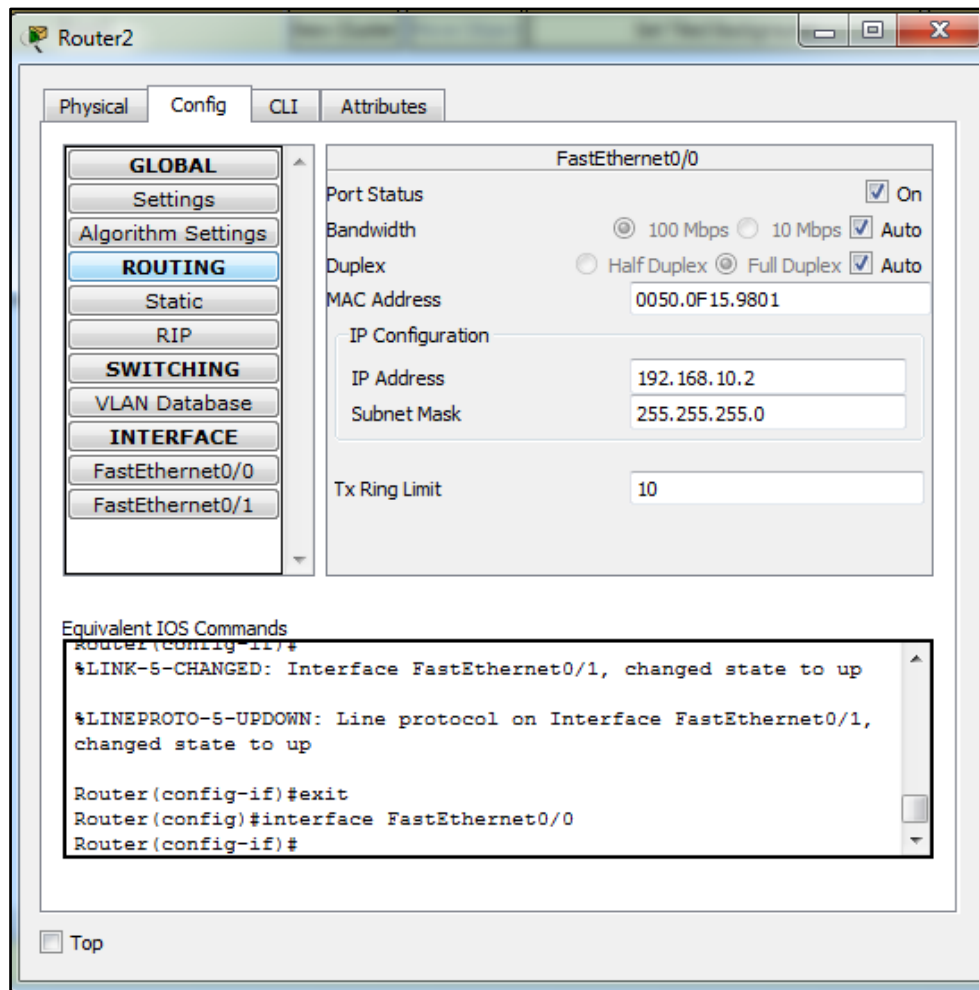 Router2
Physical Config CLI Attributes
GLOBAL
Settings
Algorithm Settings
ROUTING
Static
RIP
SWITCHING
VLAN Database
INTERFACE
FastEthernet0/0
FastEthernet0/1
FastEthernet0/0
Port Status On
Bandwidth 100 Mbps 10 Mbps Auto
Duplex Half Duplex Full Duplex Auto
MAC Address 0050.0F15.9801
IP Configuration
IP Address 192.168.10.2
Subnet Mask 255.255.255.0
Tx Ring Limit 10
Equivalent IOS Commands
Router(config-if)#
%LINK-5-CHANGED: Interface FastEthernet0/1, changed state to up
%LINEPROTO-5-UPDOWN: Line protocol on Interface FastEthernet0/1,
changed state to up
Router(config-if)#exit
Router(config)#interface FastEthernet0/0
Router(config-if)#
Top